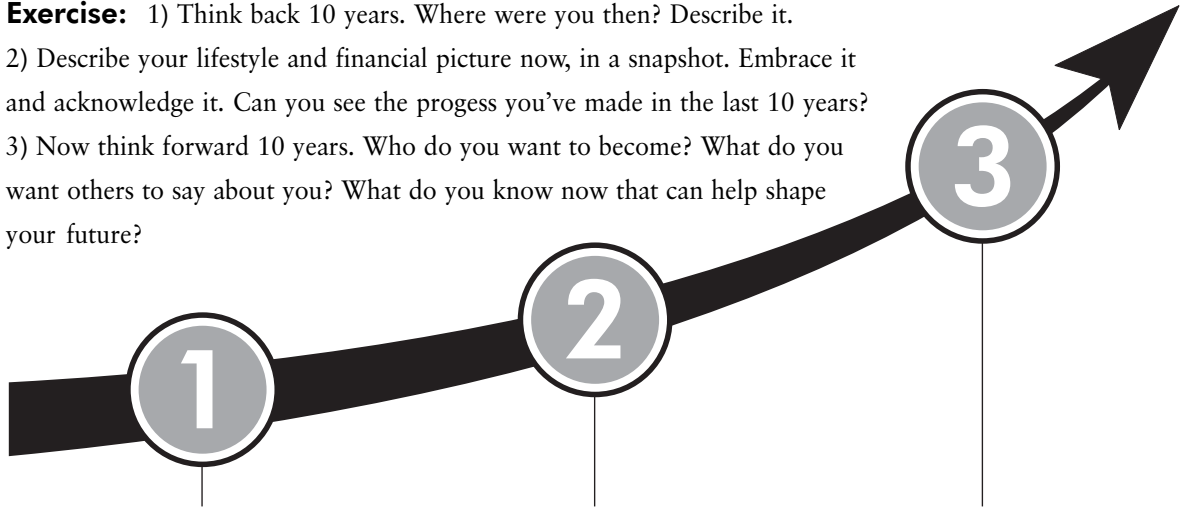 Exercise: 1) Think back 10 years. Where were you then? Describe it.
2) Describe your lifestyle and financial picture now, in a snapshot. Embrace it
and acknowledge it. Can you see the progess you’ve made in the last 10 years?
3) Now think forward 10 years. Who do you want to become? What do you
want others to say about you? What do you know now that can help shape
your future?
1
2
3